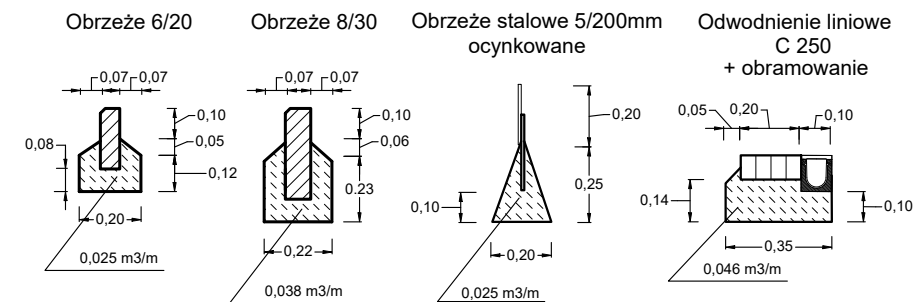 Obrzeże 6/20
Obrzeże 8/30
Obrzeże stalowe 5/200mm
ocynkowane
Odwodnienie liniowe
C 250
+ obramowanie
0,07
0,07
0,10
0,05
0,08
0,12
0,20
0,025 m3/m
0,07
0,07
0,10
0,06
0,23
0,22
0,038 m3/m
0,20
0,25
0,10
0,20
0,025 m3/m
0,05
0,20
0,10
0,14
0,10
0,35
0,046 m3/m